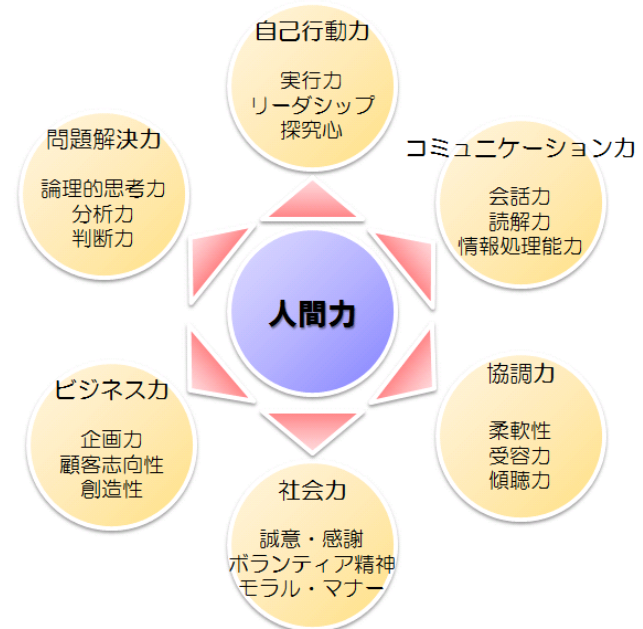 自己行動力
実行力
リーダシップ
探究心
問題解決力
論理的思考力
分析力
判断力
コミュニケーション力
会話力
読解力
情報処理能力
人間力
ビジネス力
企画力
顧客志向性
創造性
協調力
柔軟性
受容力
傾聴力
社会力
誠意・感謝
ボランティア精神
モラル・マナー